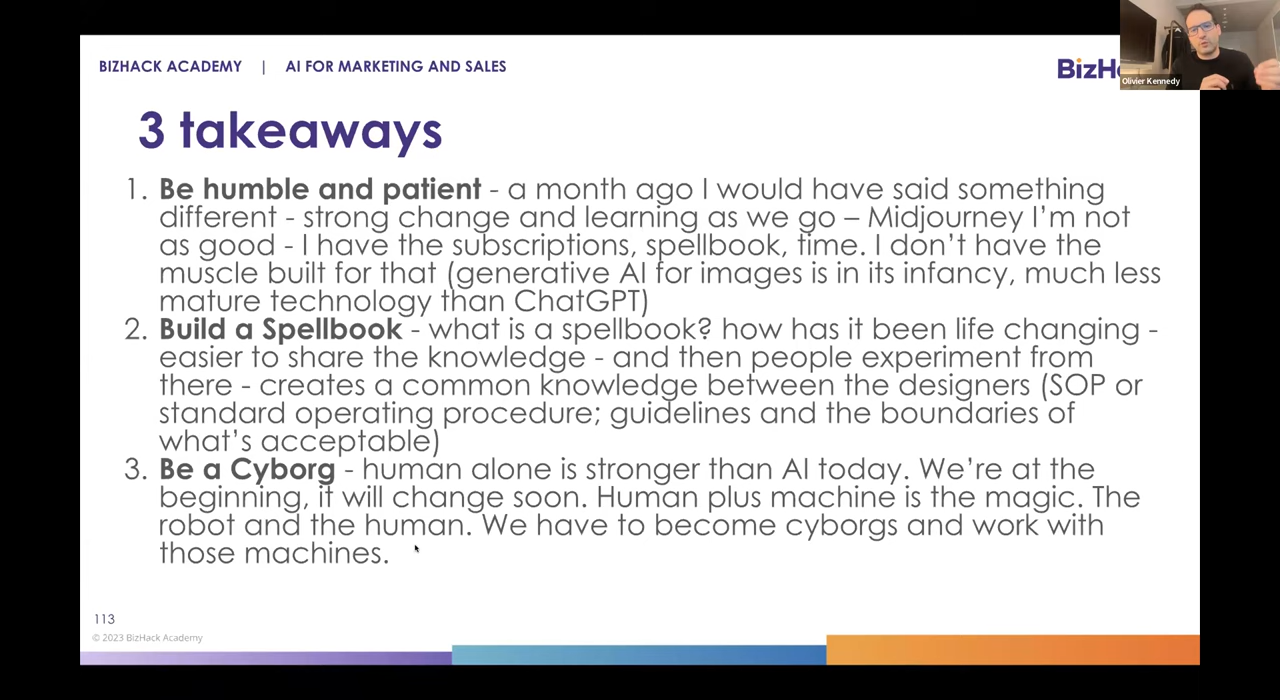 BIZHACK ACADEMY | AI FOR MARKETING AND SALES
BizH
Olivier Kennedy
3 takeaways
1. Be humble and patient - a month ago I would have said something
different - strong change and learning as we go – Midjourney I’m not
as good - I have the subscriptions, spellbook, time. I don’t have the
muscle built for that (generative AI for images is in its infancy, much less
mature technology than ChatGPT)
2. Build a Spellbook - what is a spellbook? how has it been life changing -
easier to share the knowledge - and then people experiment from
there - creates a common knowledge between the designers (SOP or
standard operating procedure; guidelines and the boundaries of
what’s acceptable)
3. Be a Cyborg - human alone is stronger than AI today. We’re at the
beginning, it will change soon. Human plus machine is the magic. The
robot and the human. We have to become cyborgs and work with
those machines.
113
© 2023 BizHack Academy